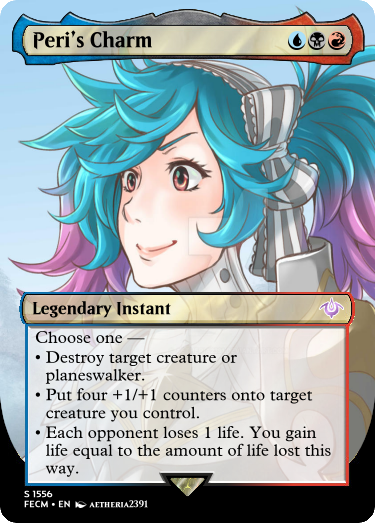 Peri's Charm
Legendary Instant
Choose one —
• Destroy target creature or
planeswalker.
• Put four +1/+1 counters onto target
creature you control.
• Each opponent loses 1 life. You gain
life equal to the amount of life lost this
way.
S 1556
FECM • EN AETHERIA2391